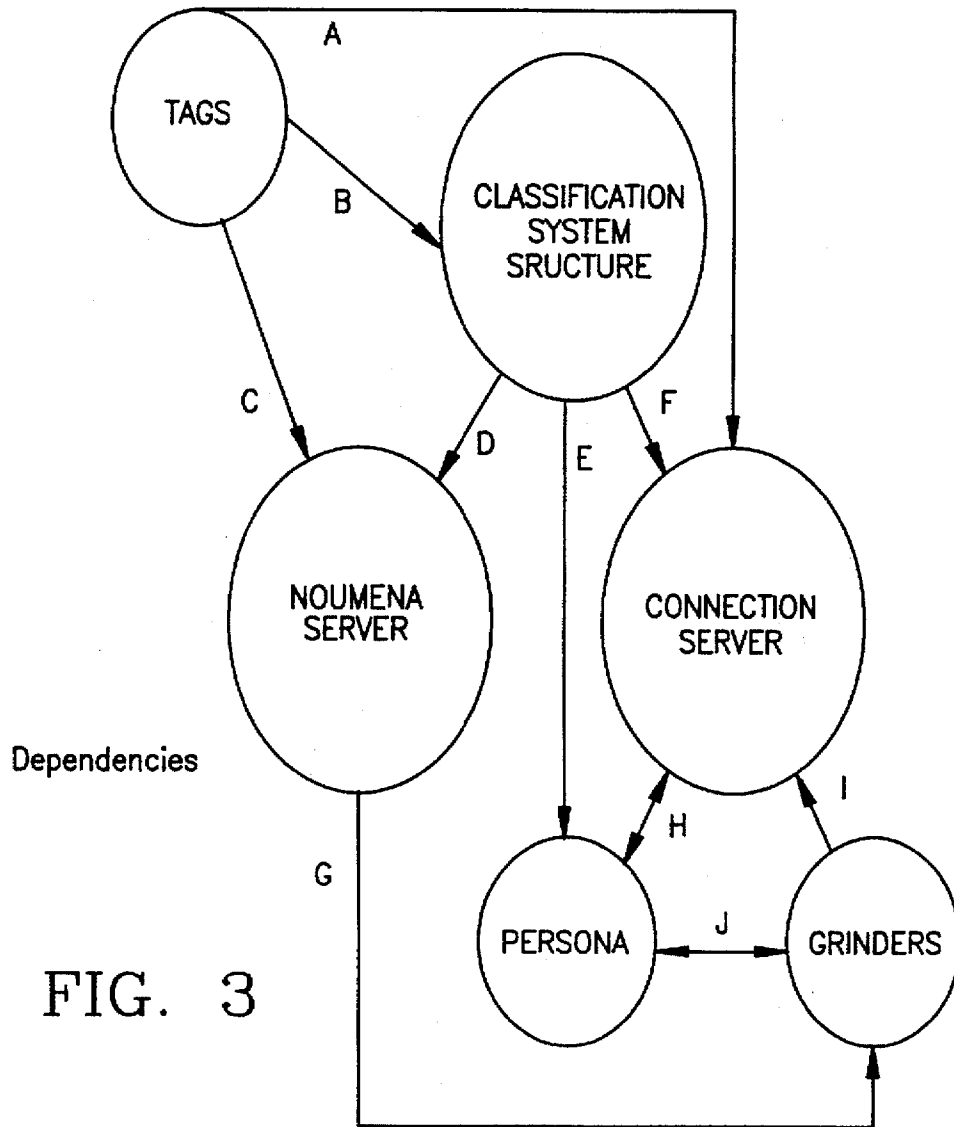 A
TAGS
B
CLASSIFICATION
SYSTEM
SRUCTURE
C
D
E
F
NOUMENA
SERVER
CONNECTION
SERVER
Dependencies
G
H
I
PERSONA
J
GRINDERS
FIG. 3